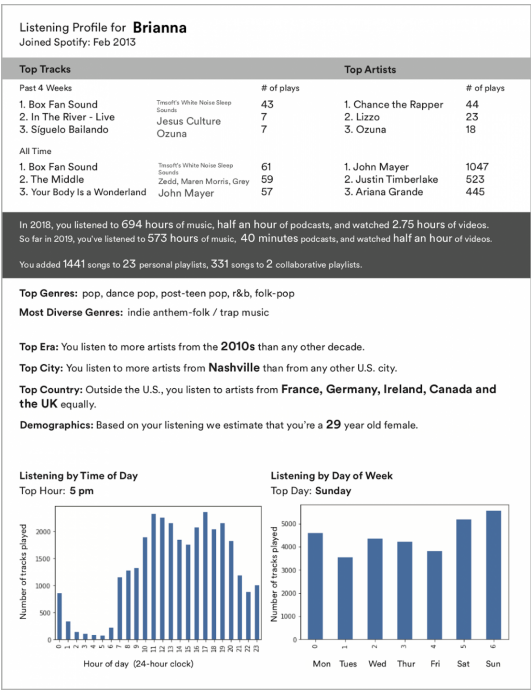 Listening Profile for Brianna
Joined Spotify: Feb 2013
Top Tracks Top Artists
Past 4 Weeks # of plays # of plays
1. Box Fan Sound Tmsoft's White Noise Sleep Sounds 43 1. Chance the Rapper 44
2. In The River - Live Jesus Culture 7 2. Lizzo 23
3. Síguelo Bailando Ozuna 7 3. Ozuna 18
All Time
1. Box Fan Sound Tmsoft's White Noise Sleep Sounds 61 1. John Mayer 1047
2. The Middle Zedd, Maren Morris, Grey 59 2. Justin Timberlake 523
3. Your Body Is a Wonderland John Mayer 57 3. Ariana Grande 445
In 2018, you listened to 694 hours of music, half an hour of podcasts, and watched 2.75 hours of videos.
So far in 2019, you've listened to 573 hours of music, 40 minutes podcasts, and watched half an hour of videos.
You added 1441 songs to 23 personal playlists, 331 songs to 2 collaborative playlists.
Top Genres: pop, dance pop, post-teen pop, r&b, folk-pop
Most Diverse Genres: indie anthem-folk / trap music
Top Era: You listen to more artists from the 2010s than any other decade.
Top City: You listen to more artists from Nashville than from any other U.S. city.
Top Country: Outside the U.S., you listen to artists from France, Germany, Ireland, Canada and
the UK equally.
Demographics: Based on your listening we estimate that you're a 29 year old female.
Listening by Time of Day
Top Hour: 5 pm
Number of tracks played
2000
1500
1000
500
0
0 1 2 3 4 5 6 7 8 9 10 11 12 13 14 15 16 17 18 19 20 21 22 23
Hour of day (24-hour clock)
Listening by Day of Week
Top Day: Sunday
Number of tracks played
5000
4000
3000
2000
1000
0
0 1 2 3 4 5 6
Mon Tues Wed Thur Fri Sat Sun